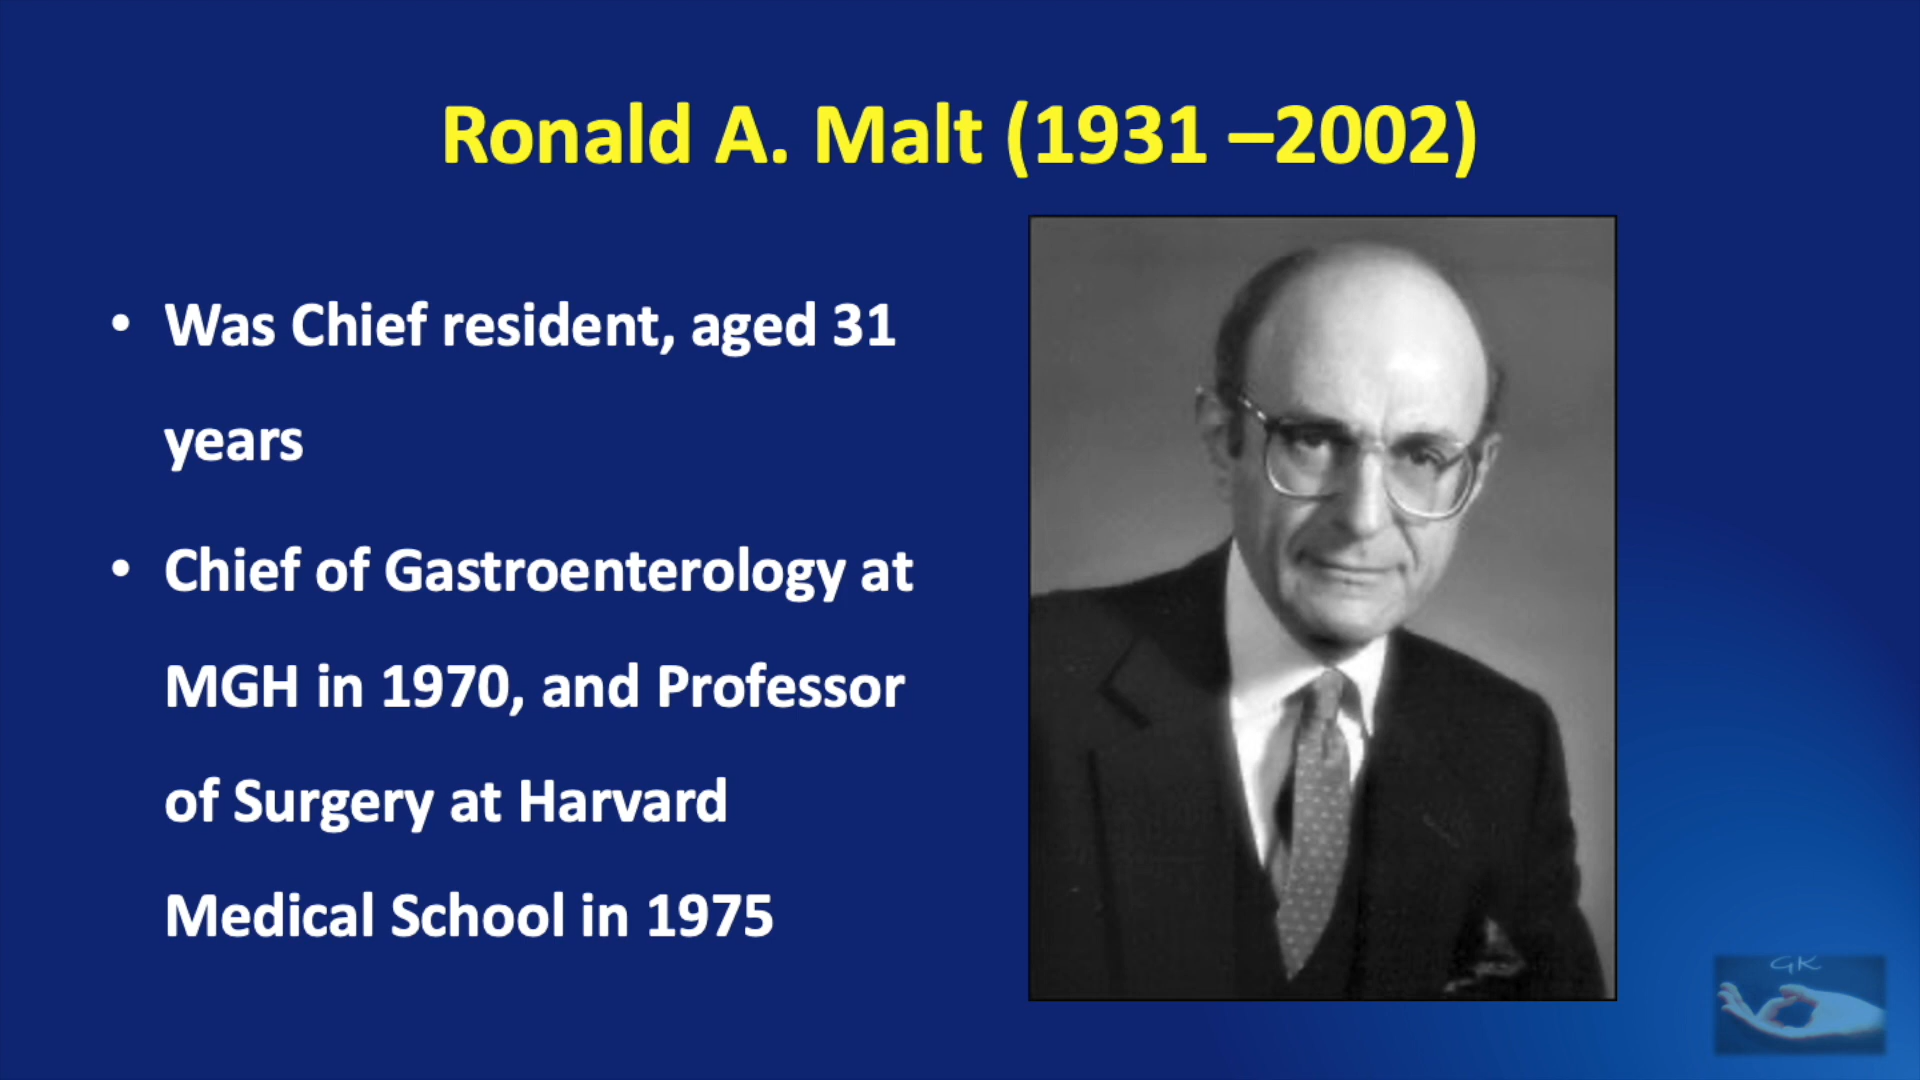 Ronald A. Malt (1931 –2002)
• Was Chief resident, aged 31
years
• Chief of Gastroenterology at
MGH in 1970, and Professor
of Surgery at Harvard
Medical School in 1975
GK